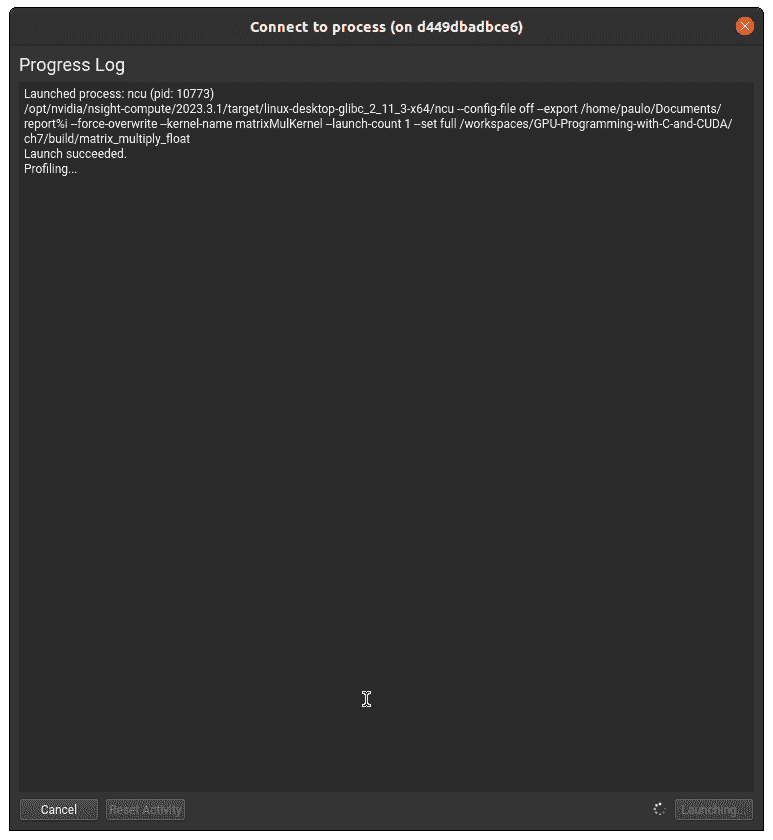 Connect to process (on d449dbadbce6)
Progress Log
Launched process: ncu (pid: 10773)
/opt/nvidia/nsight-compute/2023.3.1/target/linux-desktop-glibc_2_11_3-x64/ncu --config-file off --export /home/paulo/Documents/
report%i --force-overwrite --kernel-name matrixMulKernel --launch-count 1 --set full /workspaces/GPU-Programming-with-C-and-CUDA/
ch7/build/matrix_multiply_float
Launch succeeded.
Profiling...
Cancel
Reset Activity
Launching...